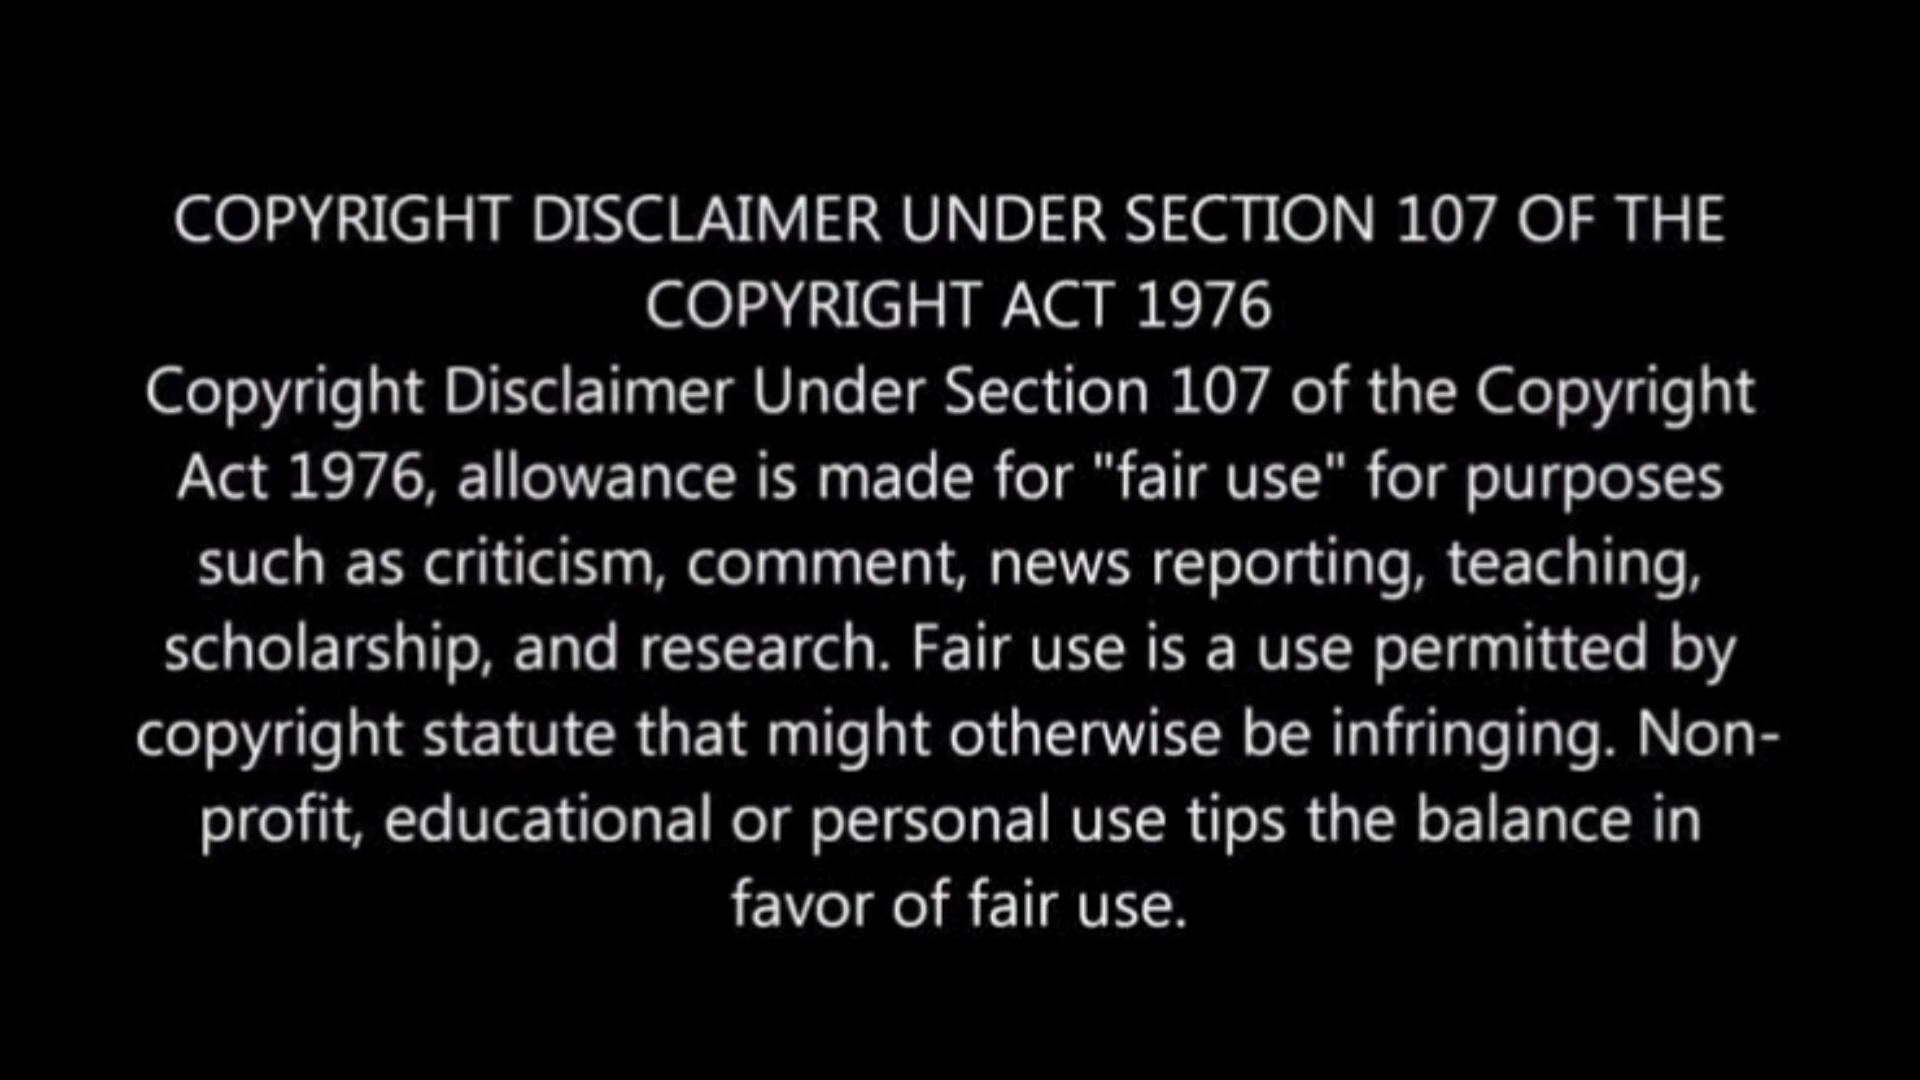 COPYRIGHT DISCLAIMER UNDER SECTION 107 OF THE
COPYRIGHT ACT 1976
Copyright Disclaimer Under Section 107 of the Copyright
Act 1976, allowance is made for "fair use" for purposes
such as criticism, comment, news reporting, teaching,
scholarship, and research. Fair use is a use permitted by
copyright statute that might otherwise be infringing. Non-
profit, educational or personal use tips the balance in
favor of fair use.